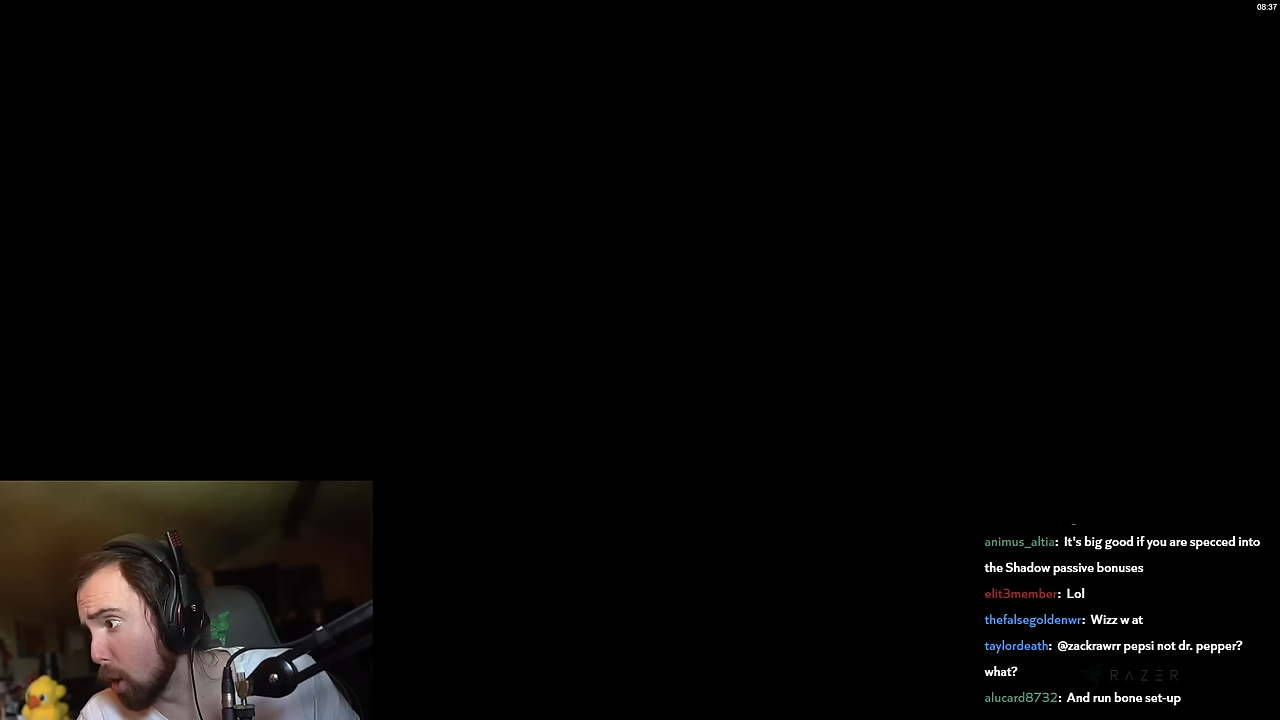 08:37
animus_altia: It's big good if you are specced into
the Shadow passive bonuses
elit3member: Lol
thefalsegoldenwr: Wizz w at
taylordeath: @zackrawrr pepsi not dr. pepper?
what?
RAZER
alucard8732: And run bone set-up